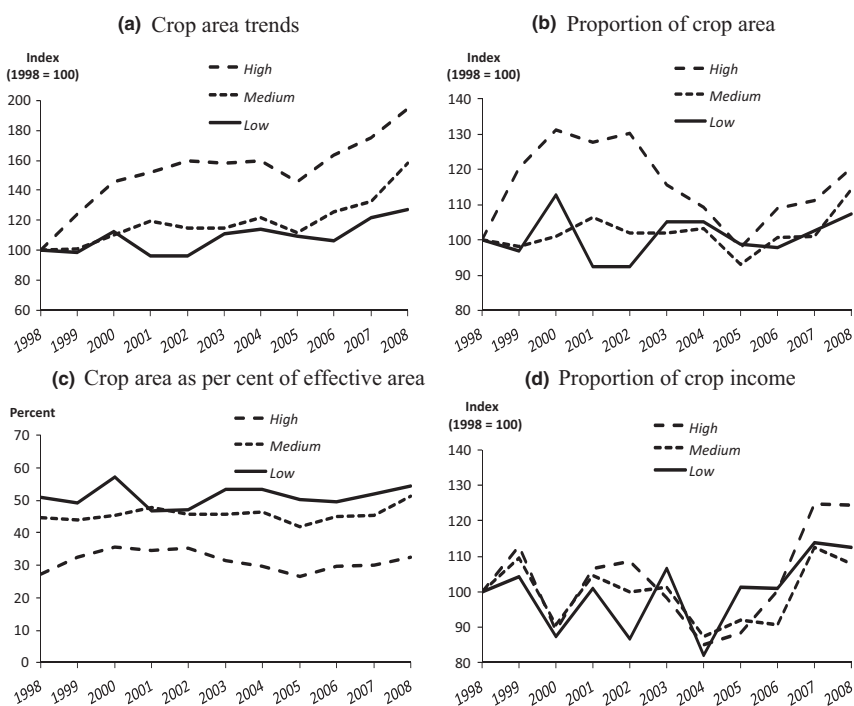 (a) Crop area trends
Index
(1998 = 100)
High
Medium
Low
200
180
160
140
120
100
80
60
1998 1999 2000 2001 2002 2003 2004 2005 2006 2007 2008
(b) Proportion of crop area
Index
(1998 = 100)
High
Medium
Low
140
130
120
110
100
90
80
1998 1999 2000 2001 2002 2003 2004 2005 2006 2007 2008
(c) Crop area as per cent of effective area
Percent
High
Medium
Low
70
60
50
40
30
20
10
0
1998 1999 2000 2001 2002 2003 2004 2005 2006 2007 2008
(d) Proportion of crop income
Index
(1998 = 100)
High
Medium
Low
140
130
120
110
100
90
80
1998 1999 2000 2001 2002 2003 2004 2005 2006 2007 2008